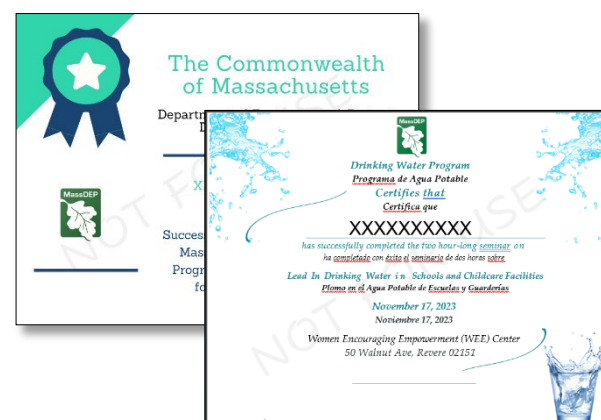 The Commonwealth
of Massachusetts
MassDEP
NOT FOR USE
MassDEP
Drinking Water Program
Programa de Agua Potable
Certifies that
Certifica que
XXXXXXXXXX
has successfully completed the two hour-long seminar on
ha completado con éxito el seminario de dos horas sobre
Lead In Drinking Water in Schools and Childcare Facilities
Plomo en el Agua Potable de Escuelas y Guarderías
November 17, 2023
Noviembre 17, 2023
Women Encouraging Empowerment (WEE) Center
50 Walnut Ave, Revere 02151